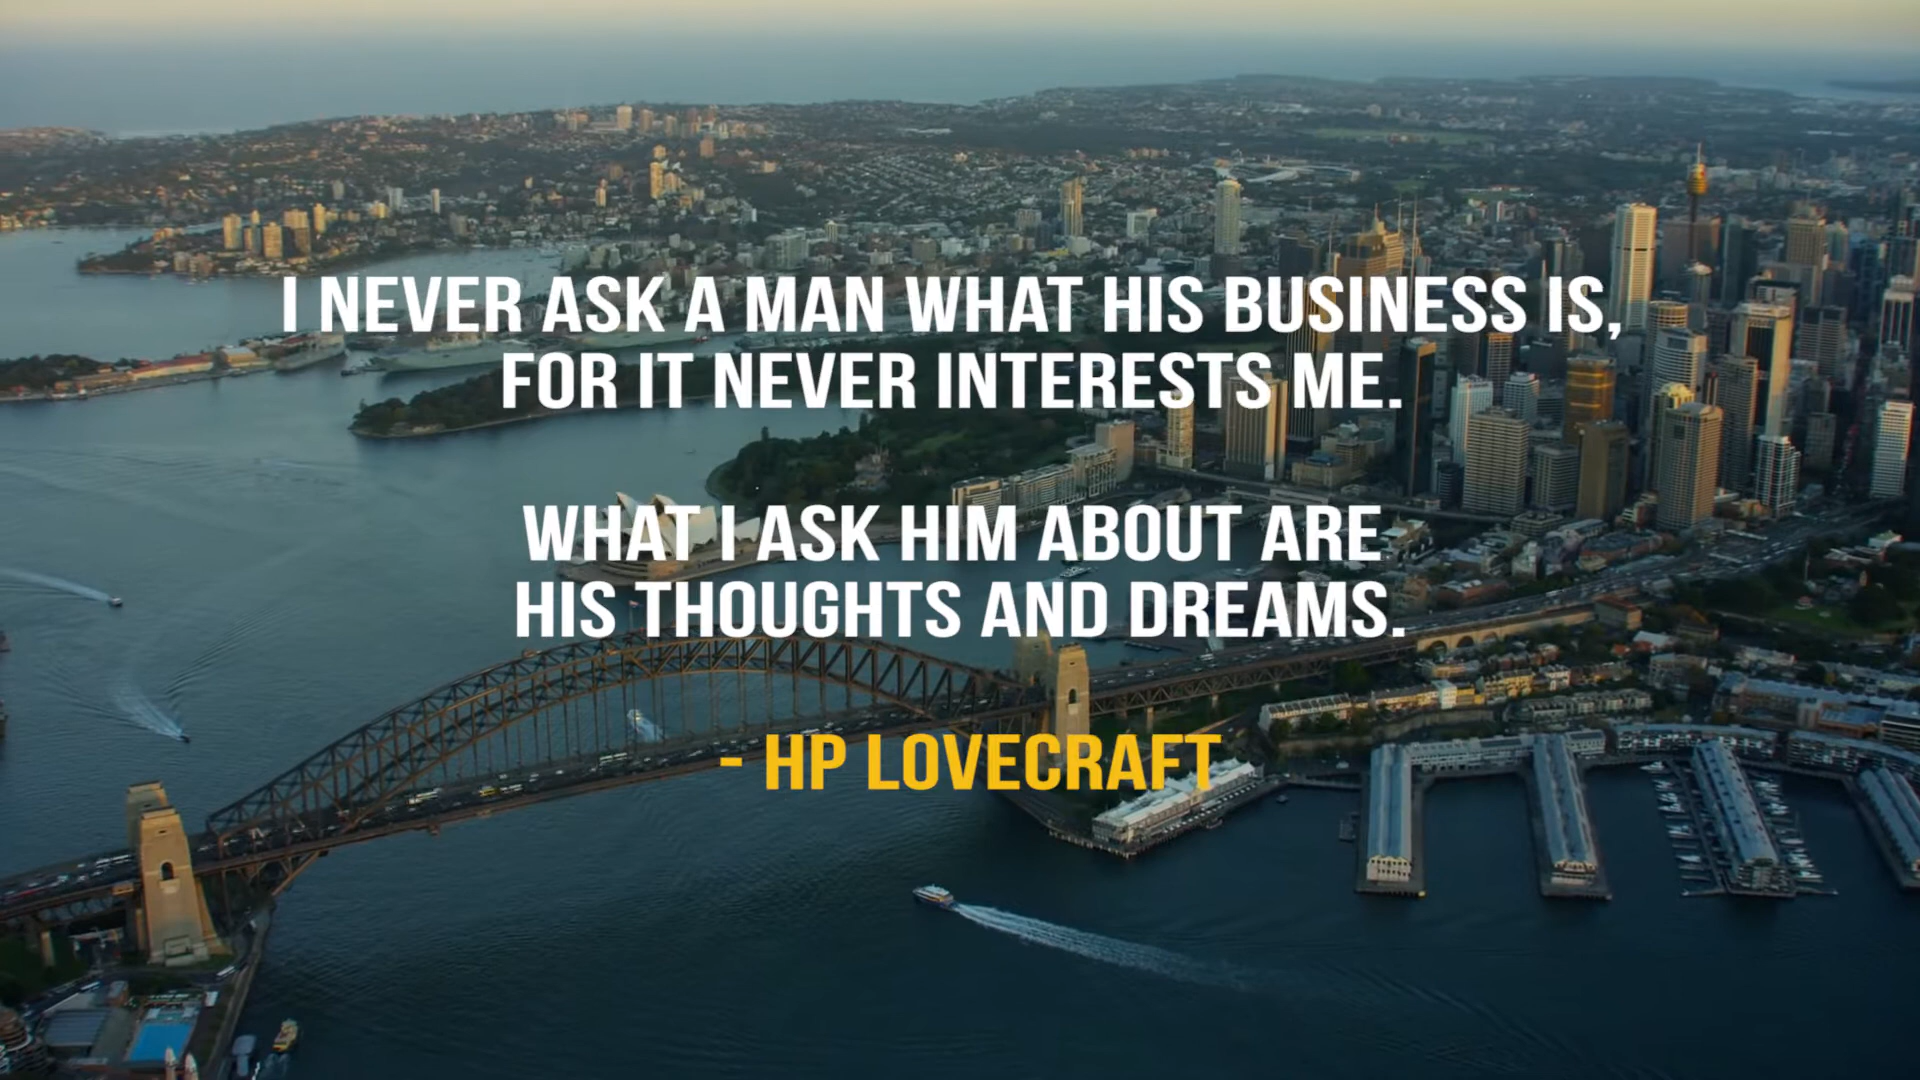 I NEVER ASK A MAN WHAT HIS BUSINESS IS,
FOR IT NEVER INTERESTS ME.
WHAT I ASK HIM ABOUT ARE
HIS THOUGHTS AND DREAMS.
- HP LOVECRAFT